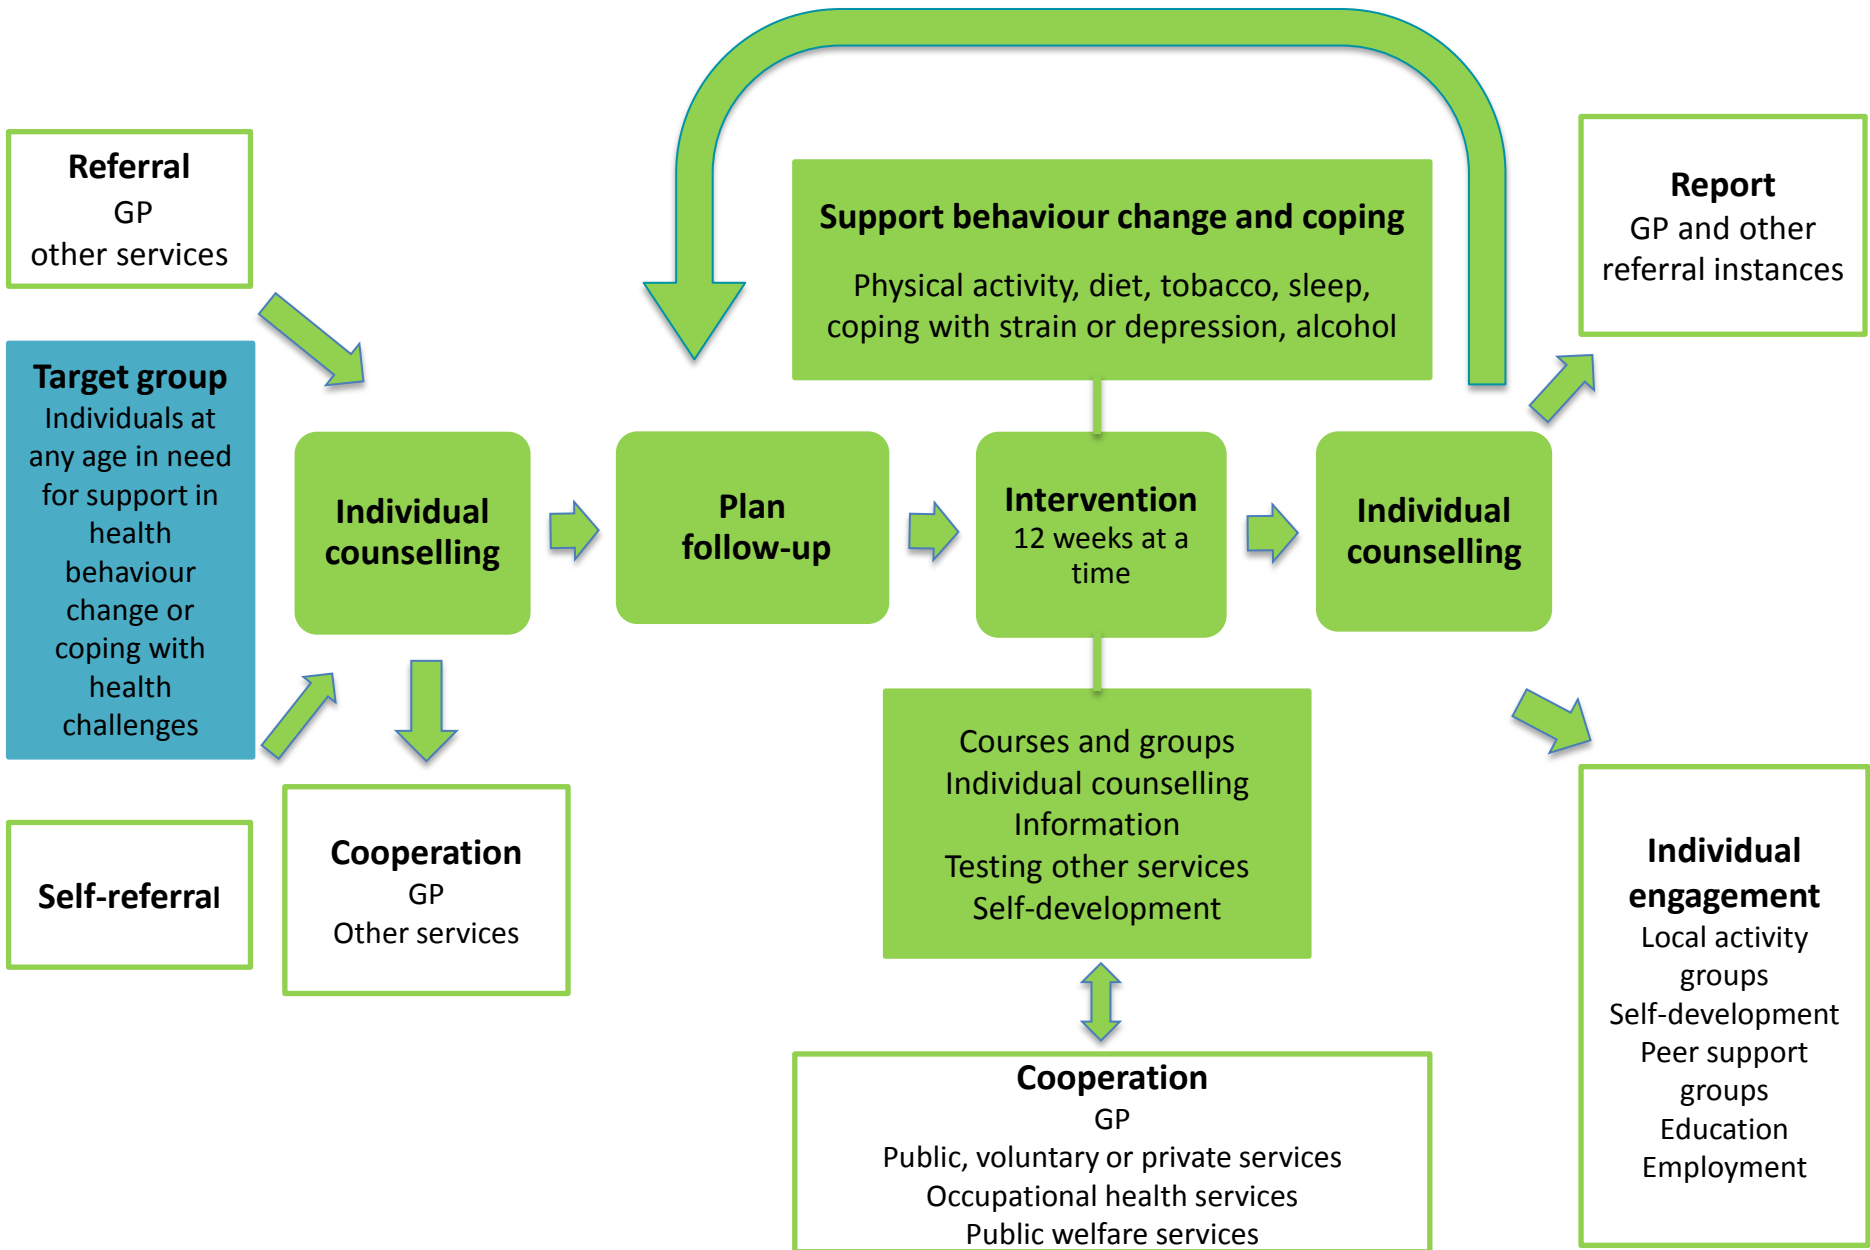 Referral
GP
other services
Target group
Individuals at
any age in need
for support in
health
behaviour
change or
coping with
health
challenges
Self-referral
Individual
counselling
Cooperation
GP
Other services
Plan
follow-up
Support behaviour change and coping
Physical activity, diet, tobacco, sleep,
coping with strain or depression, alcohol
Intervention
12 weeks at a
time
Courses and groups
Individual counselling
Information
Testing other services
Self-development
Cooperation
GP
Public, voluntary or private services
Occupational health services
Public welfare services
Individual
counselling
Report
GP and other
referral instances
Individual
engagement
Local activity
groups
Self-development
Peer support
groups
Education
Employment